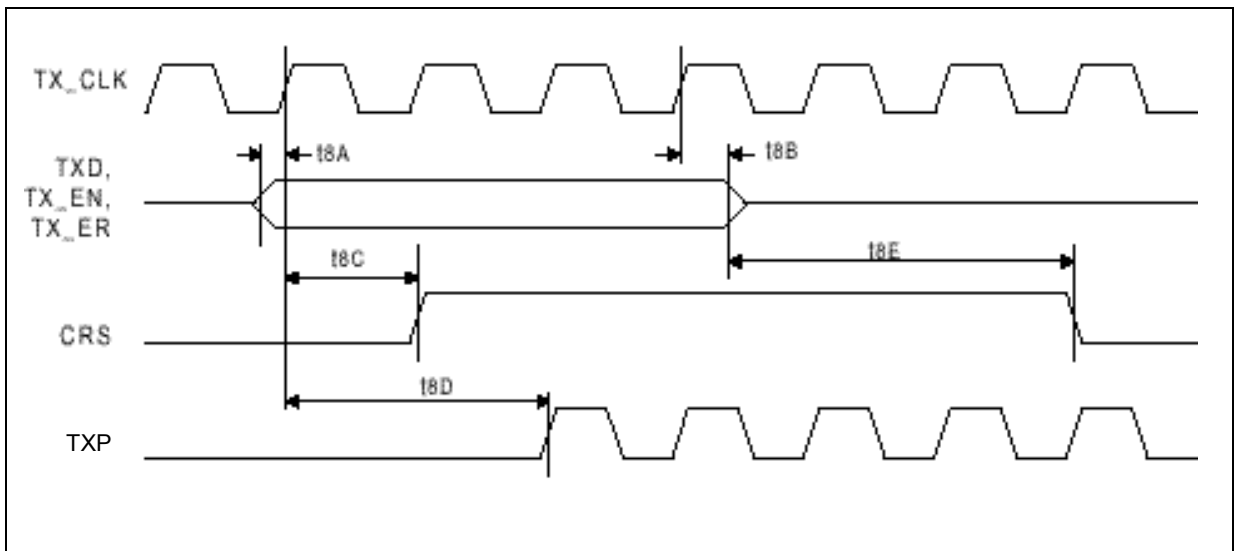 TX_CLK
t8A
t8B
TXD,
TX_EN,
TX_ER
t8C
t8E
CRS
t8D
TXP